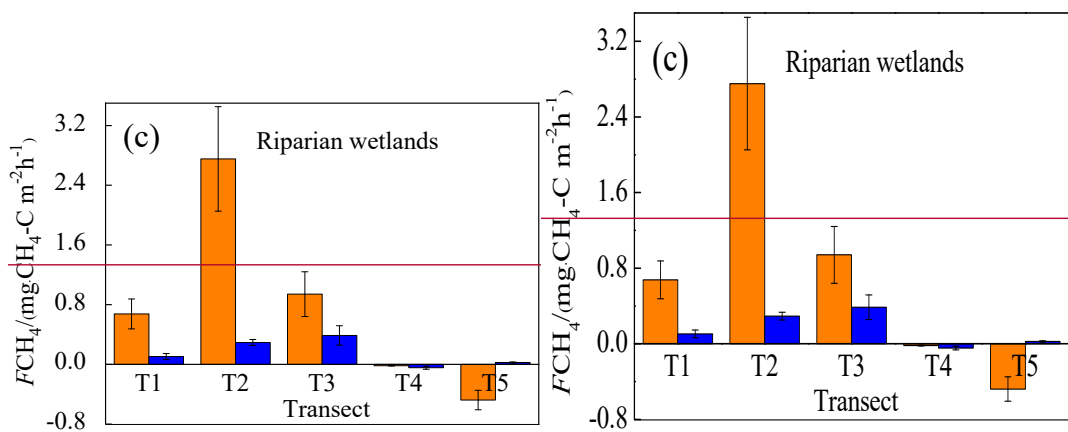 (c)
Riparian wetlands
FCH₄/(mg.CH₄-C m⁻²h⁻¹)
3.2
2.4
1.6
0.8
0.0
-0.8
T1 T2 T3 T4 T5
Transect
(c)
Riparian wetlands
FCH₄/(mg.CH₄-C m⁻²h⁻¹)
3.2
2.4
1.6
0.8
0.0
-0.8
T1 T2 T3 T4 T5
Transect